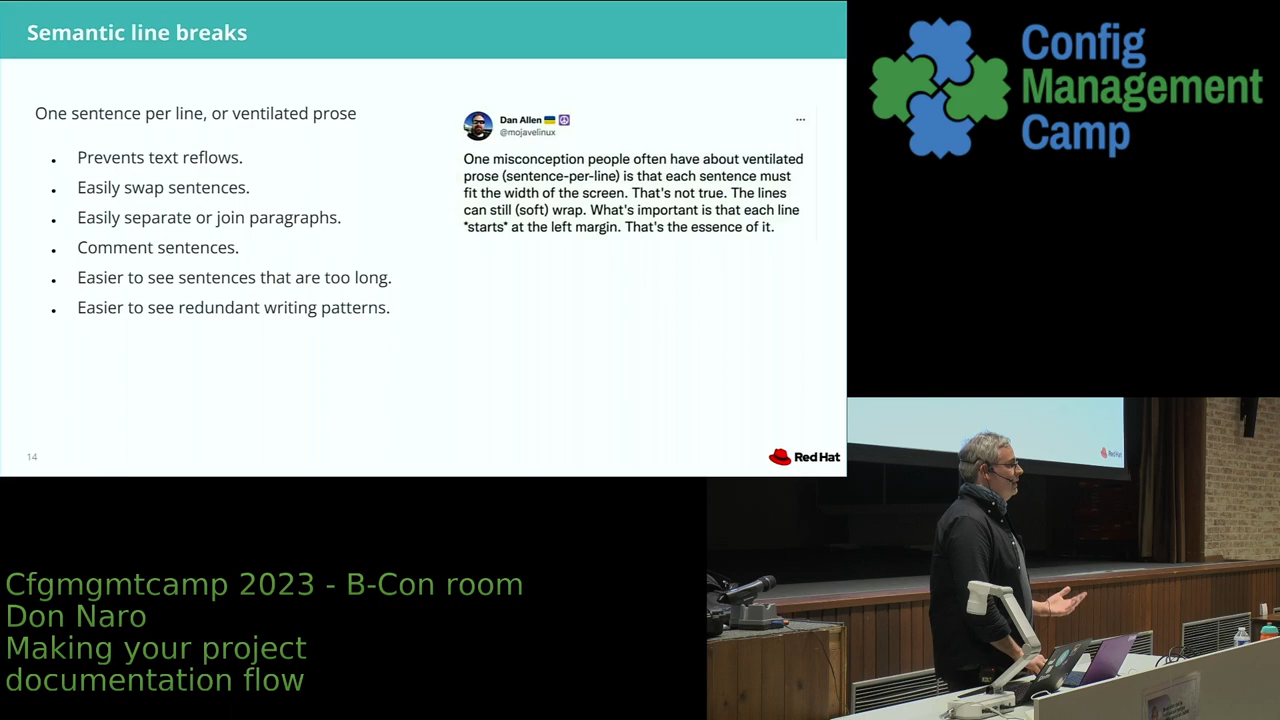 Semantic line breaks
One sentence per line, or ventilated prose
• Prevents text reflows.
• Easily swap sentences.
• Easily separate or join paragraphs.
• Comment sentences.
• Easier to see sentences that are too long.
• Easier to see redundant writing patterns.
Dan Allen
@mojavelinux
One misconception people often have about ventilated
prose (sentence-per-line) is that each sentence must
fit the width of the screen. That's not true. The lines
can still (soft) wrap. What's important is that each line
*starts* at the left margin. That's the essence of it.
14
Red Hat
Config
Management
Camp
Red Hat
Cfgmgmtcamp 2023 - B-Con room
Don Naro
Making your project
documentation flow